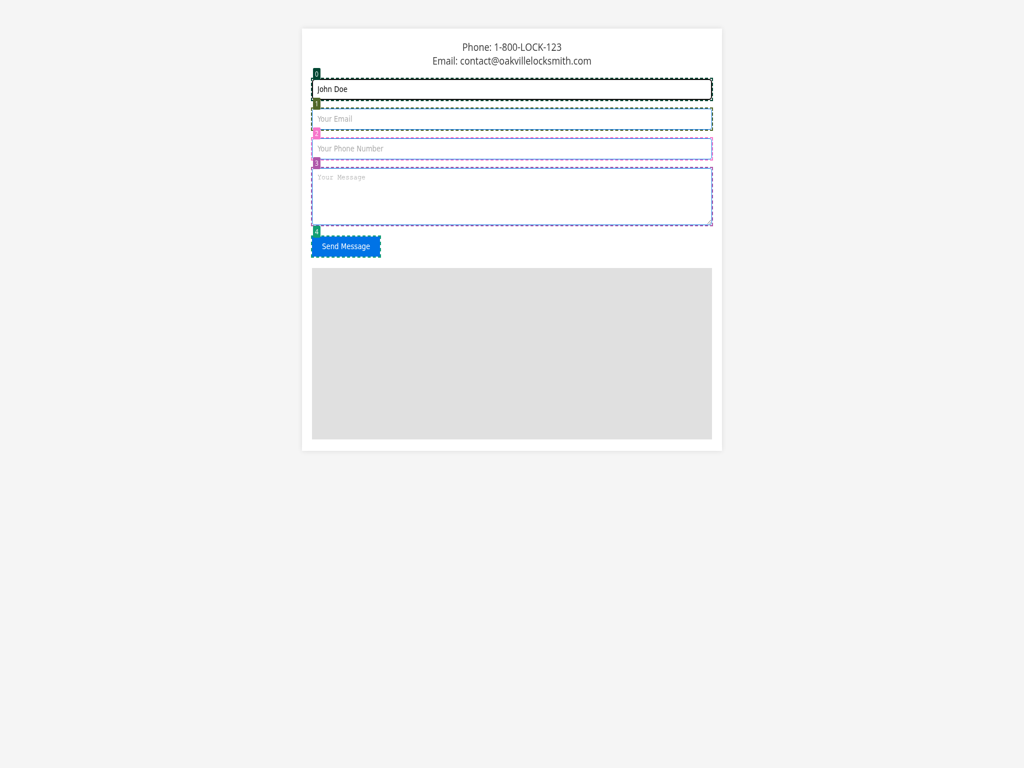 Phone: 1-800-LOCK-123
Email: contact@oakvillelocksmith.com
0
John Doe
1
Your Email
2
Your Phone Number
3
Your Message
4
Send Message